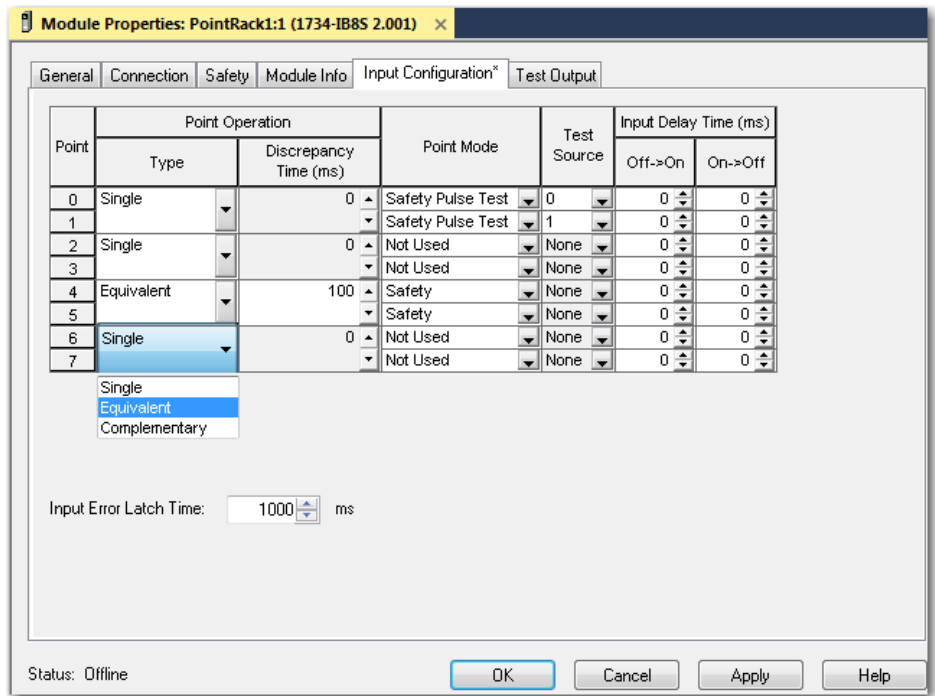 Module Properties: PointRack1:1 (1734-IB8S 2.001) ×
General Connection Safety Module Info Input Configuration* Test Output
Point Point Operation Point Mode Test Source Input Delay Time (ms)
Type Discrepancy Time (ms) Off->On On->Off
0 Single 0 Safety Pulse Test 0 0 0
1 Safety Pulse Test 1 0 0
2 Single 0 Not Used None 0 0
3 Not Used None 0 0
4 Equivalent 100 Safety None 0 0
5 Safety None 0 0
6 Single 0 Not Used None 0 0
7 Not Used None 0 0
Single
Equivalent
Complementary
Input Error Latch Time: 1000 ms
Status: Offline OK Cancel Apply Help